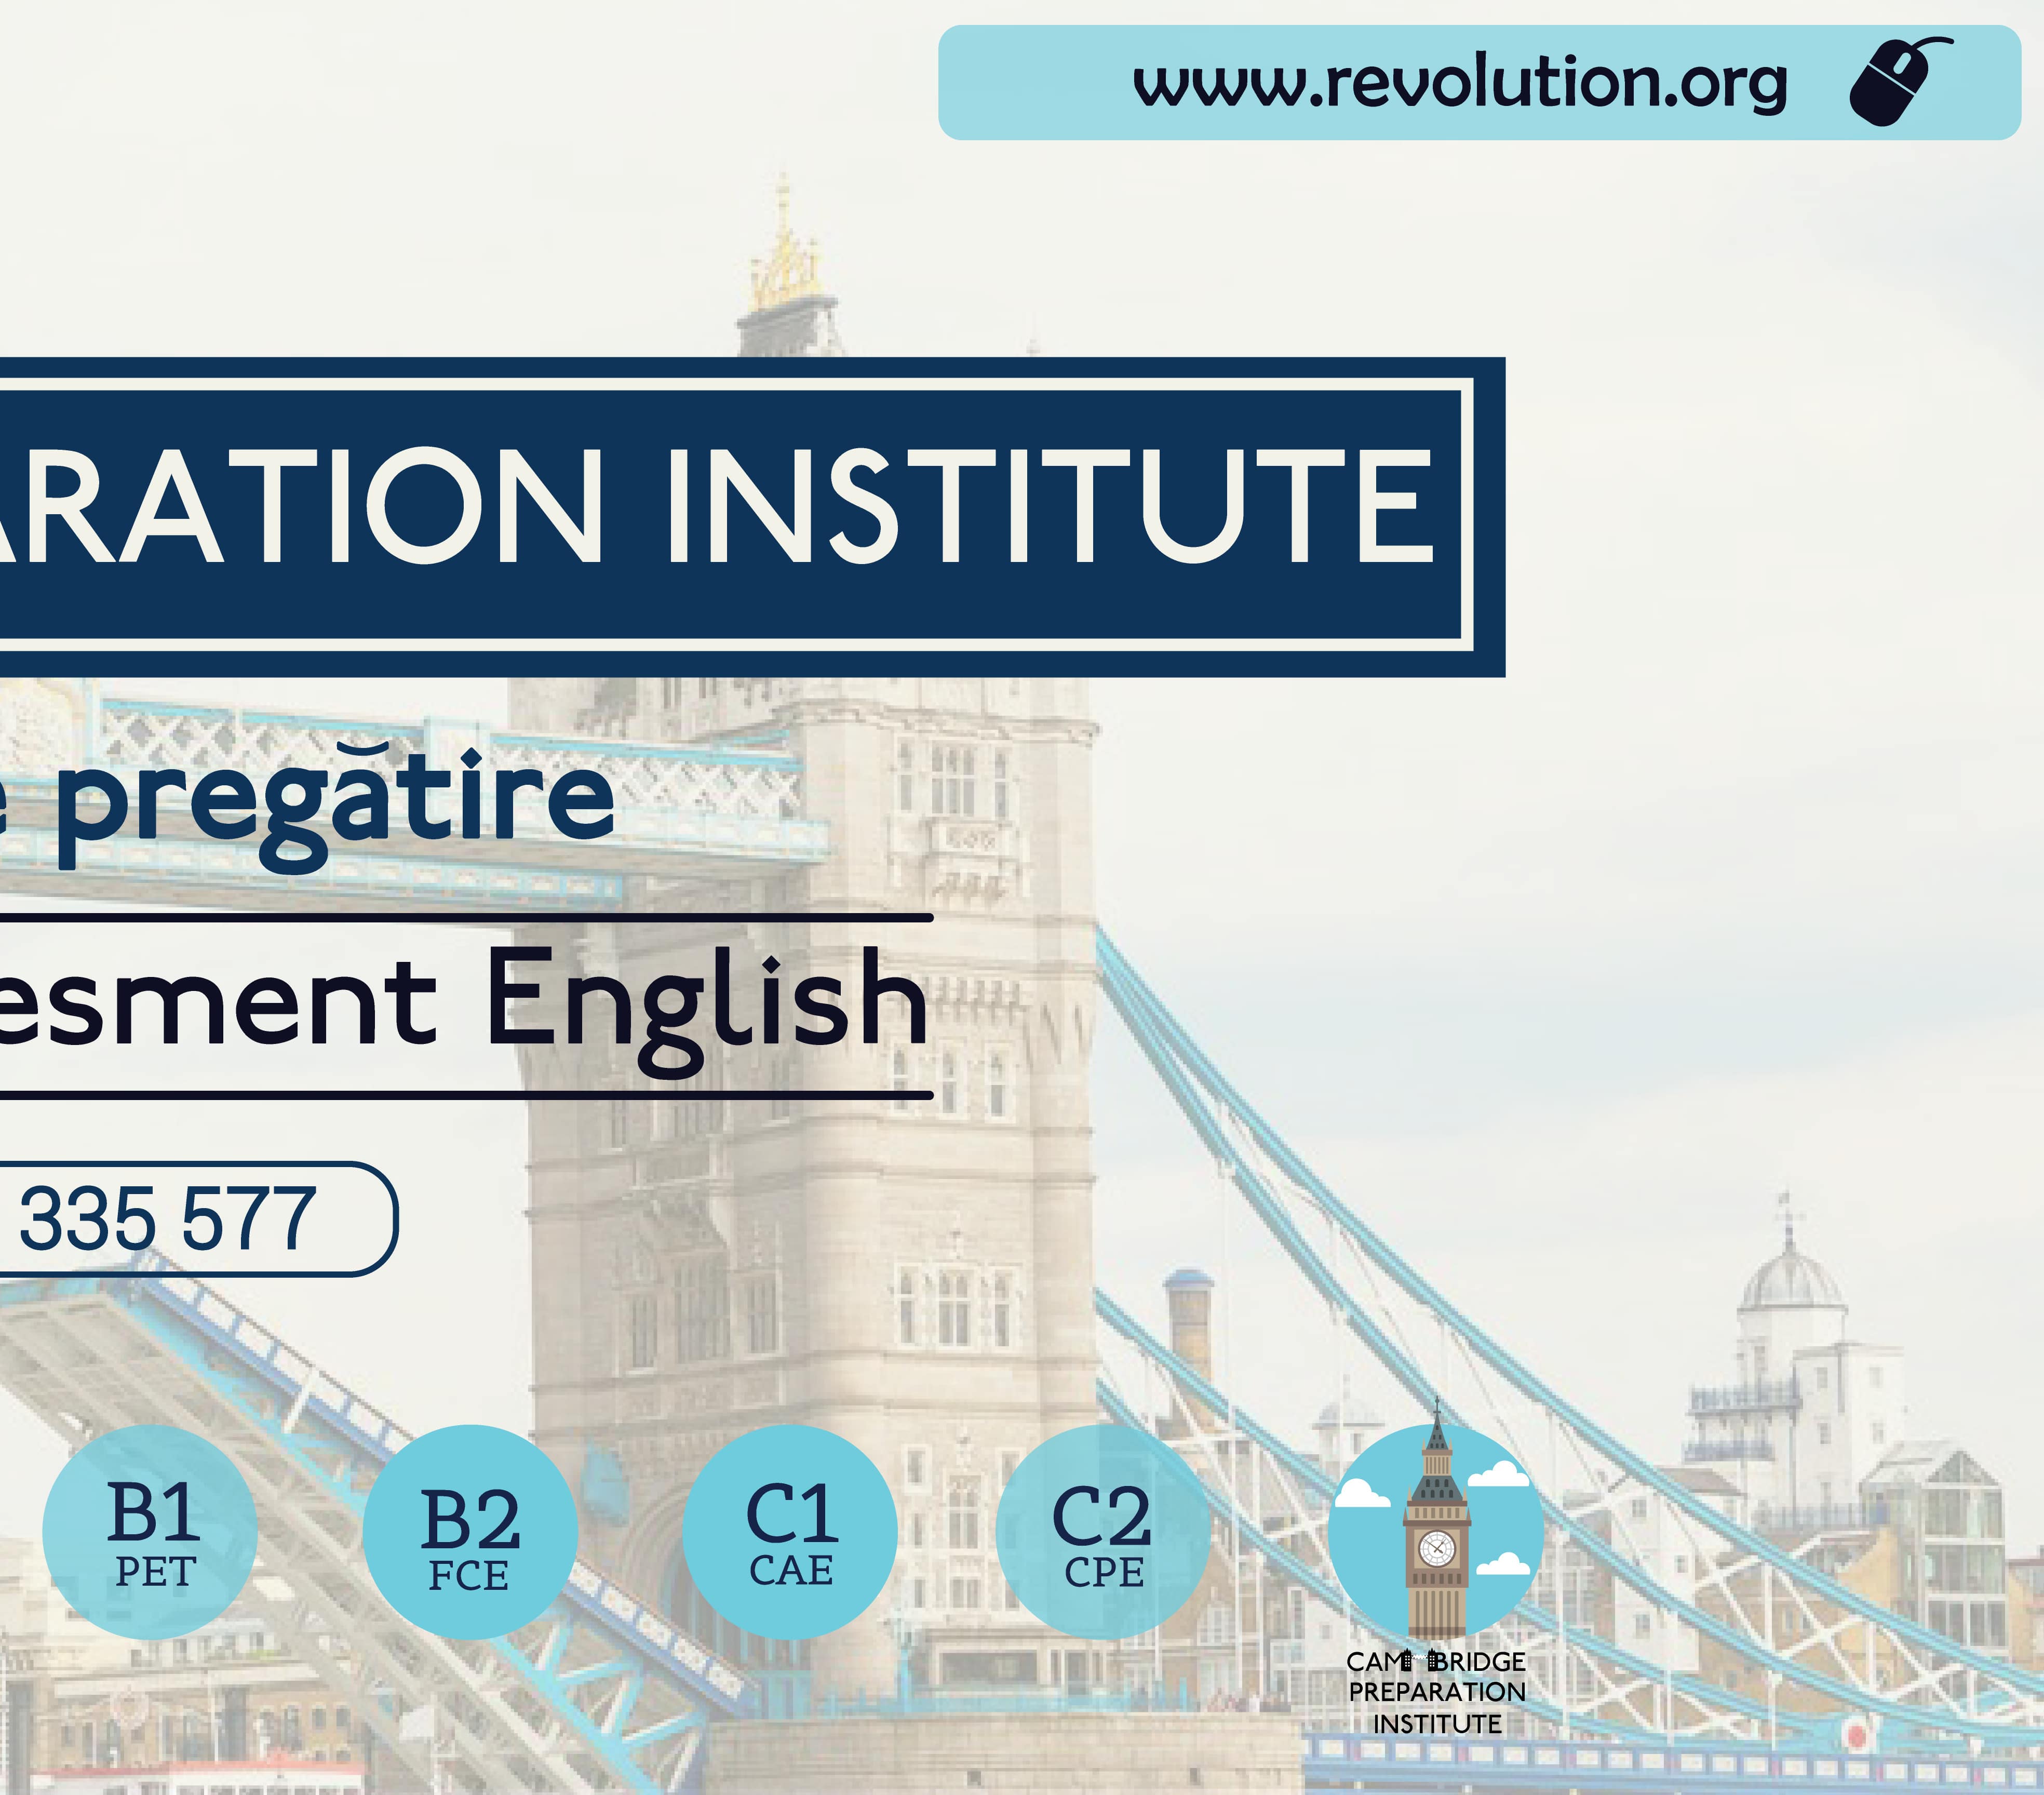 www.revolution.org
ARATION INSTITUTE
e pregătire
esment English
335 577
B1
PET
B2
FCE
C1
CAE
C2
CPE
CAMBRIDGE
PREPARATION
INSTITUTE